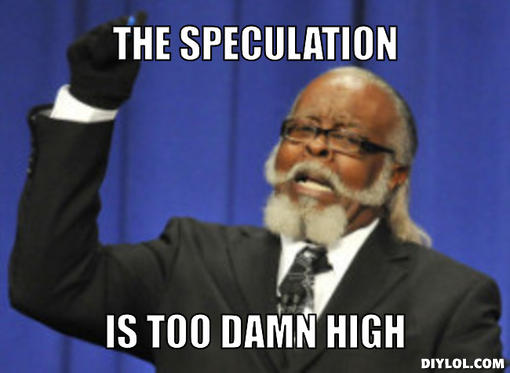 THE SPECULATION
IS TOO DAMN HIGH
DIYLOL.COM